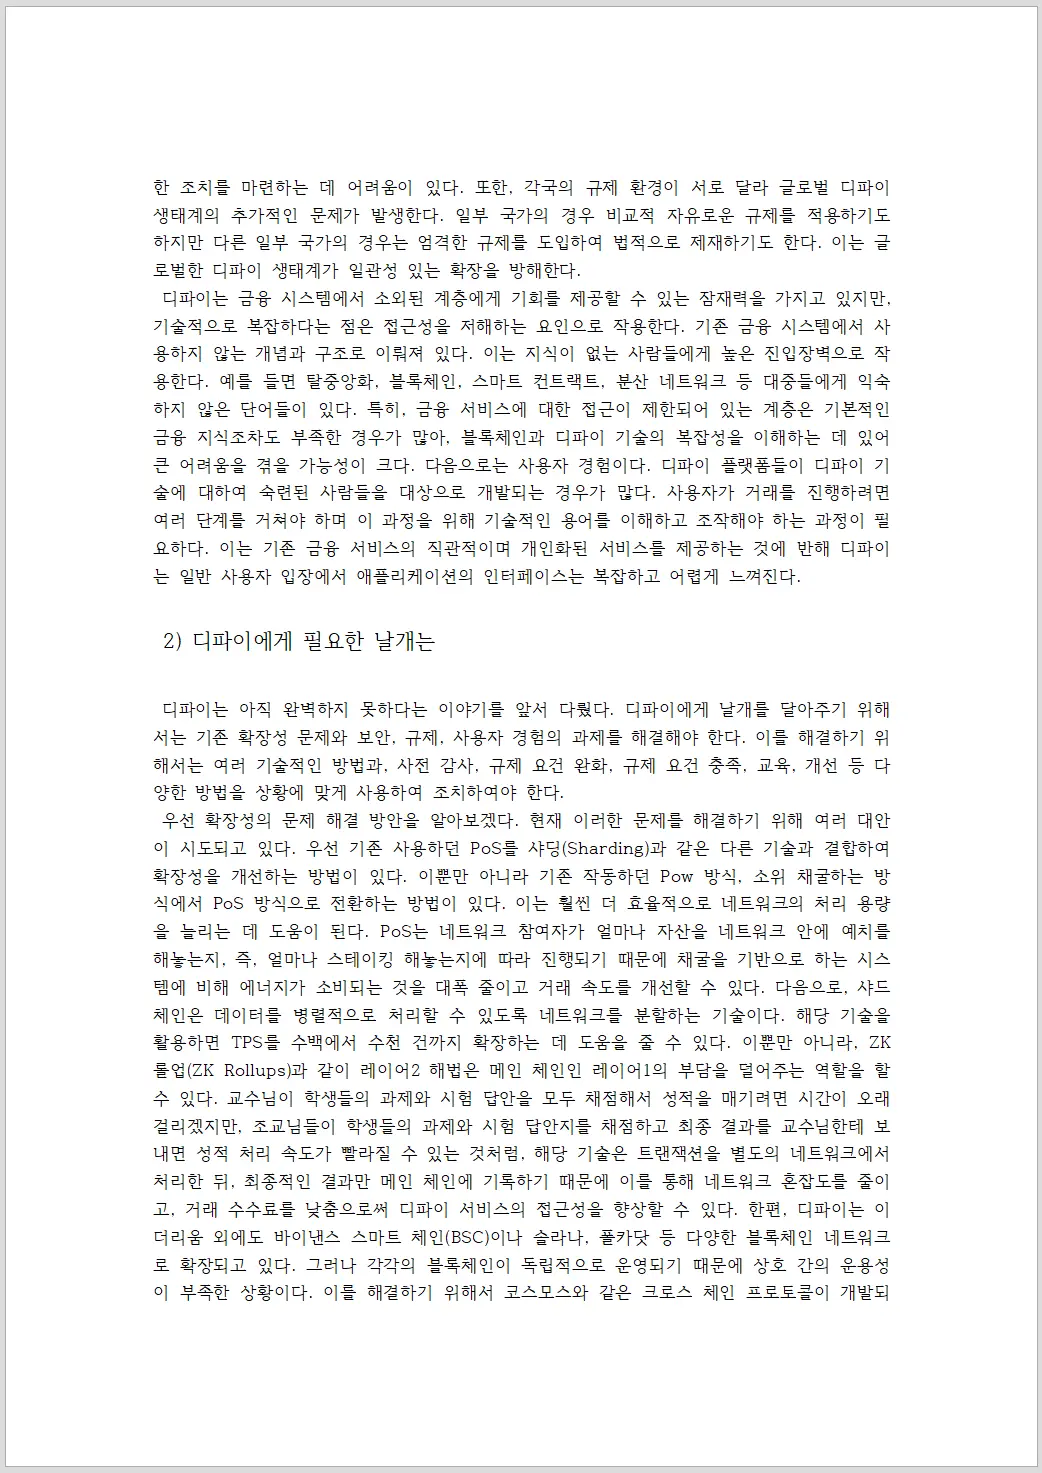 한 조치를 마련하는 데 어려움이 있다. 또한, 각국의 규제 환경이 서로 달라 글로벌 디파이
생태계의 추가적인 문제가 발생한다. 일부 국가의 경우 비교적 자유로운 규제를 적용하기도
하지만 다른 일부 국가의 경우는 엄격한 규제를 도입하여 법적으로 제재하기도 한다. 이는 글
로벌한 디파이 생태계가 일관성 있는 확장을 방해한다.
디파이는 금융 시스템에서 소외된 계층에게 기회를 제공할 수 있는 잠재력을 가지고 있지만,
기술적으로 복잡하다는 점은 접근성을 저해하는 요인으로 작용한다. 기존 금융 시스템에서 사
용하지 않는 개념과 구조로 이뤄져 있다. 이는 지식이 없는 사람들에게 높은 진입장벽으로 작
용한다. 예를 들면 탈중앙화, 블록체인, 스마트 컨트랙트, 분산 네트워크 등 대중들에게 익숙
하지 않은 단어들이 있다. 특히, 금융 서비스에 대한 접근이 제한되어 있는 계층은 기본적인
금융 지식조차도 부족한 경우가 많아, 블록체인과 디파이 기술의 복잡성을 이해하는 데 있어
큰 어려움을 겪을 가능성이 크다. 다음으로는 사용자 경험이다. 디파이 플랫폼들이 디파이 기
술에 대하여 숙련된 사람들을 대상으로 개발되는 경우가 많다. 사용자가 거래를 진행하려면
여러 단계를 거쳐야 하며 이 과정을 위해 기술적인 용어를 이해하고 조작해야 하는 과정이 필
요하다. 이는 기존 금융 서비스의 직관적이며 개인화된 서비스를 제공하는 것에 반해 디파이
는 일반 사용자 입장에서 애플리케이션의 인터페이스는 복잡하고 어렵게 느껴진다.
2) 디파이에게 필요한 날개는
디파이는 아직 완벽하지 못하다는 이야기를 앞서 다뤘다. 디파이에게 날개를 달아주기 위해
서는 기존 확장성 문제와 보안, 규제, 사용자 경험의 과제를 해결해야 한다. 이를 해결하기 위
해서는 여러 기술적인 방법과, 사전 감사, 규제 요건 완화, 규제 요건 충족, 교육, 개선 등 다
양한 방법을 상황에 맞게 사용하여 조치하여야 한다.
우선 확장성의 문제 해결 방안을 알아보겠다. 현재 이러한 문제를 해결하기 위해 여러 대안
이 시도되고 있다. 우선 기존 사용하던 PoS를 샤딩(Sharding)과 같은 다른 기술과 결합하여
확장성을 개선하는 방법이 있다. 이뿐만 아니라 기존 작동하던 Pow 방식, 소위 채굴하는 방
식에서 PoS 방식으로 전환하는 방법이 있다. 이는 훨씬 더 효율적으로 네트워크의 처리 용량
을 늘리는 데 도움이 된다. PoS는 네트워크 참여자가 얼마나 자산을 네트워크 안에 예치를
해놓는지, 즉, 얼마나 스테이킹 해놓는지에 따라 진행되기 때문에 채굴을 기반으로 하는 시스
템에 비해 에너지가 소비되는 것을 대폭 줄이고 거래 속도를 개선할 수 있다. 다음으로, 샤드
체인은 데이터를 병렬적으로 처리할 수 있도록 네트워크를 분할하는 기술이다. 해당 기술을
활용하면 TPS를 수백에서 수천 건까지 확장하는 데 도움을 줄 수 있다. 이뿐만 아니라, ZK
롤업(ZK Rollups)과 같이 레이어2 해법은 메인 체인인 레이어1의 부담을 덜어주는 역할을 할
수 있다. 교수님이 학생들의 과제와 시험 답안을 모두 채점해서 성적을 매기려면 시간이 오래
걸리겠지만, 조교님들이 학생들의 과제와 시험 답안지를 채점하고 최종 결과를 교수님한테 보
내면 성적 처리 속도가 빨라질 수 있는 것처럼, 해당 기술은 트랜잭션을 별도의 네트워크에서
처리한 뒤, 최종적인 결과만 메인 체인에 기록하기 때문에 이를 통해 네트워크 혼잡도를 줄이
고, 거래 수수료를 낮춤으로써 디파이 서비스의 접근성을 향상할 수 있다. 한편, 디파이는 이
더리움 외에도 바이낸스 스마트 체인(BSC)이나 솔라나, 폴카닷 등 다양한 블록체인 네트워크
로 확장되고 있다. 그러나 각각의 블록체인이 독립적으로 운영되기 때문에 상호 간의 운용성
이 부족한 상황이다. 이를 해결하기 위해서 코스모스와 같은 크로스 체인 프로토콜이 개발되